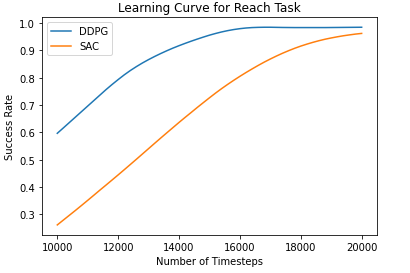 Learning Curve for Reach Task
DDPG
SAC
Success Rate
1.0
0.9
0.8
0.7
0.6
0.5
0.4
0.3
10000 12000 14000 16000 18000 20000
Number of Timesteps